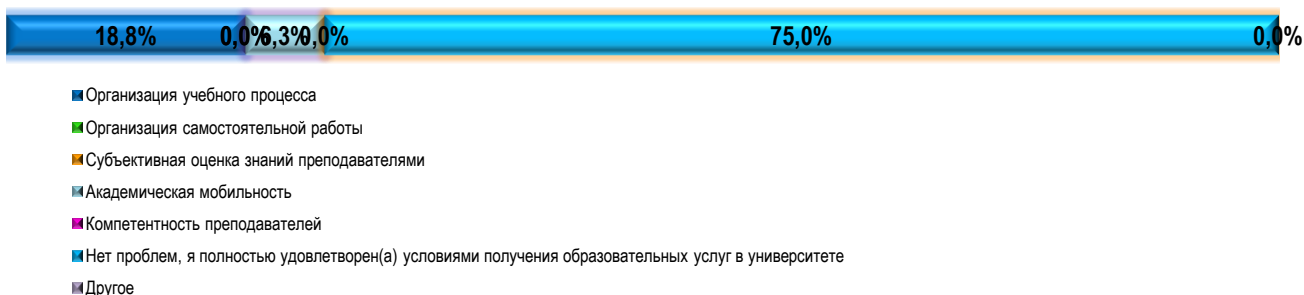 18,8% 0,0% 6,3% 0,0% 75,0% 0,0%
Организация учебного процесса
Организация самостоятельной работы
Субъективная оценка знаний преподавателями
Академическая мобильность
Компетентность преподавателей
Нет проблем, я полностью удовлетворен(а) условиями получения образовательных услуг в университете
Другое